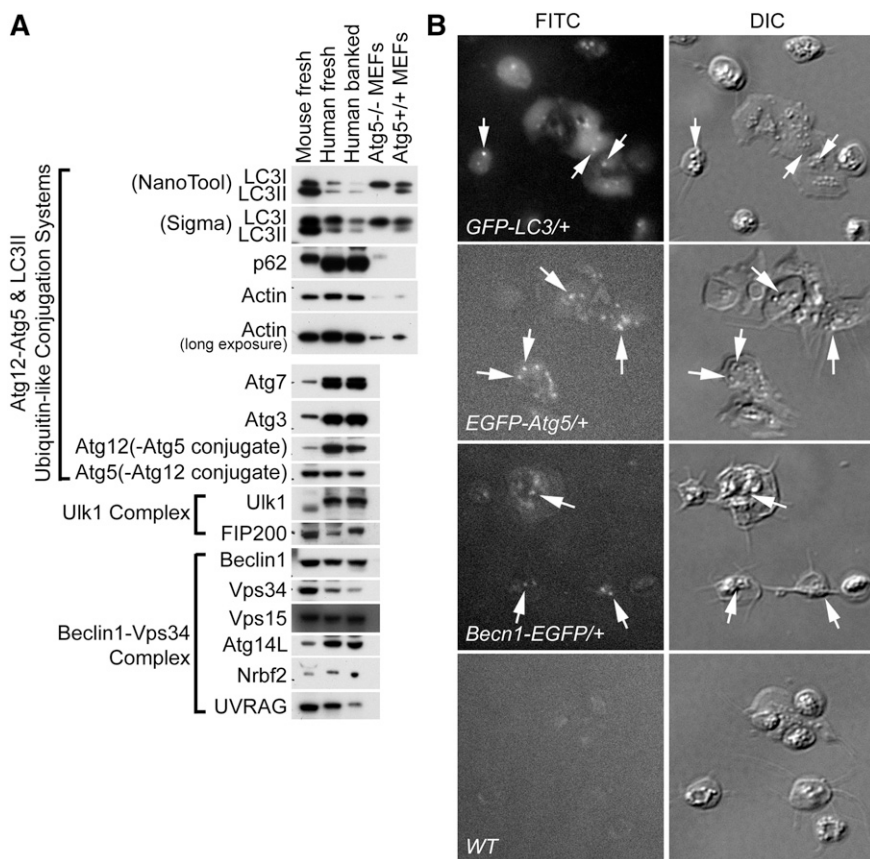 A
Mouse fresh
Human fresh
Human banked
Atg5-/- MEFs
Atg5+/+ MEFs
Atg12-Atg5 & LC3II
Ubiquitin-like Conjugation Systems
(NanoTool) LC3I
LC3II
(Sigma) LC3I
LC3II
p62
Actin
Actin
(long exposure)
Atg7
Atg3
Atg12(-Atg5 conjugate)
Atg5(-Atg12 conjugate)
Ulk1 Complex
Ulk1
FIP200
Beclin1-Vps34
Complex
Beclin1
Vps34
Vps15
Atg14L
Nrbf2
UVRAG
B
FITC
DIC
GFP-LC3/+
EGFP-Atg5/+
Becn1-EGFP/+
WT